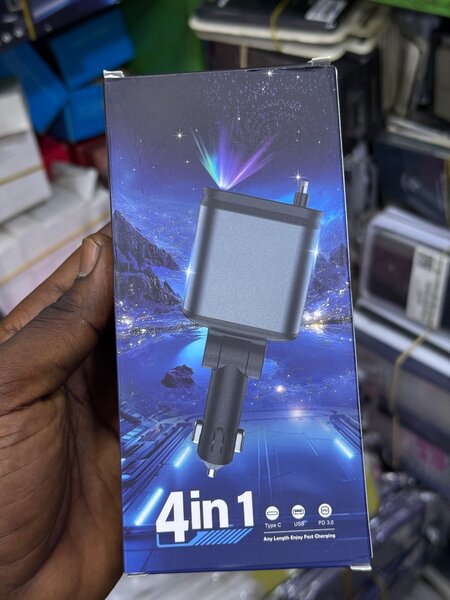 4in1
Type C USB PD 3.0
Any Length Enjoy Fast Charging